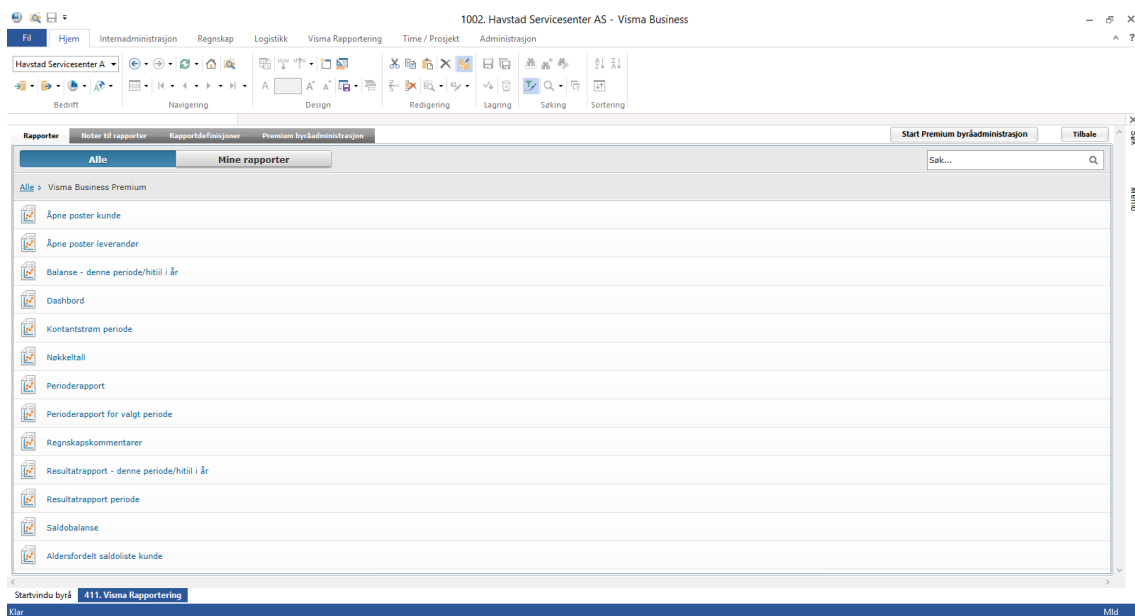 1002. Havstad Servicesenter AS - Visma Business
Fil Hjem Internadministrasjon Regnskap Logistikk Visma Rapportering Time / Prosjekt Administrasjon
Havstad Servicesenter A
Bedrift Navigering Design Redigering Lagring Søking Sortering
Rapporter Noter til rapporter Rapportdefinisjoner Premium byråadministrasjon Start Premium byråadministrasjon Tilbake
Søk
Alle Mine rapporter Søk...
Alle > Visma Business Premium
Memo
Åpne poster kunde
Åpne poster leverandør
Balanse - denne periode/hitiil i år
Dashbord
Kontantstrøm periode
Nøkkeltall
Perioderapport
Perioderapport for valgt periode
Regnskapskommentarer
Resultatrapport - denne periode/hitiil i år
Resultatrapport periode
Saldobalanse
Aldersfordelt saldoliste kunde
Startvindu byrå 411. Visma Rapportering
Klar Mld